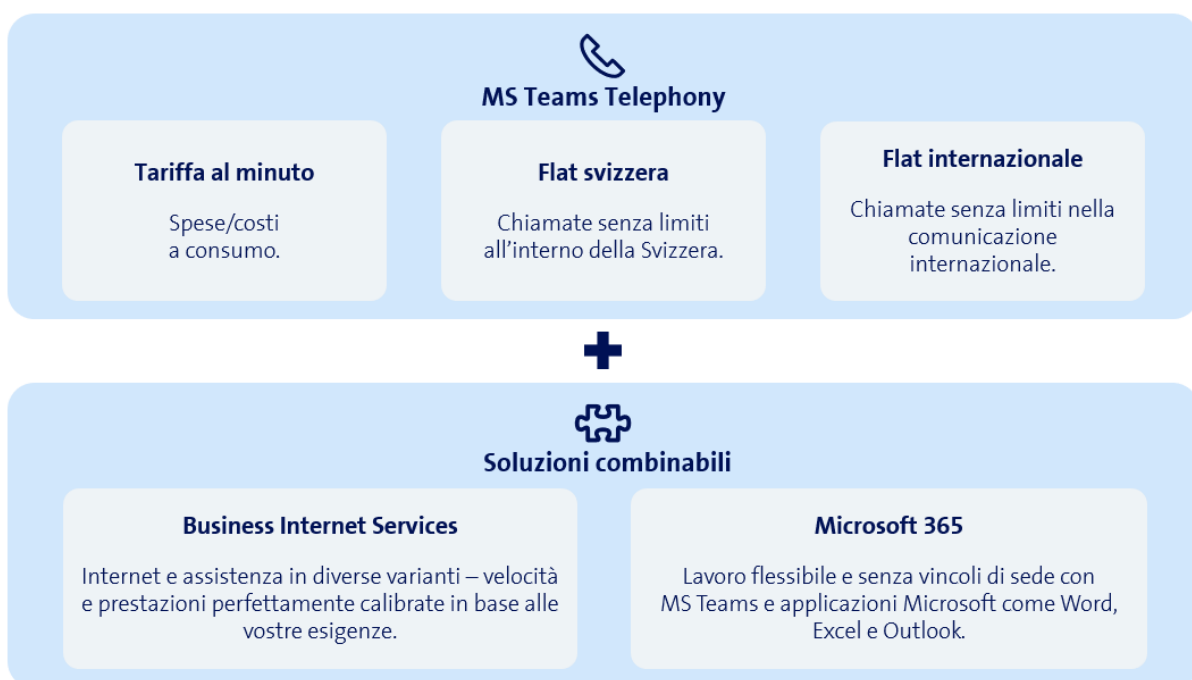 MS Teams Telephony
Tariffa al minuto
Spese/costi
a consumo.
Flat svizzera
Chiamate senza limiti
all’interno della Svizzera.
Flat internazionale
Chiamate senza limiti nella
comunicazione
internazionale.
Soluzioni combinabili
Business Internet Services
Internet e assistenza in diverse varianti – velocità
e prestazioni perfettamente calibrate in base alle
vostre esigenze.
Microsoft 365
Lavoro flessibile e senza vincoli di sede con
MS Teams e applicazioni Microsoft come Word,
Excel e Outlook.